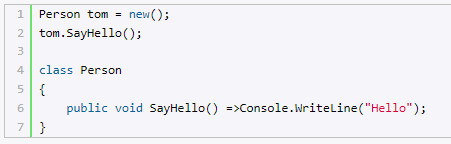 1 Person tom = new();
2 tom.SayHello();
3
4 class Person
5 {
6     public void SayHello() =>Console.WriteLine("Hello");
7 }